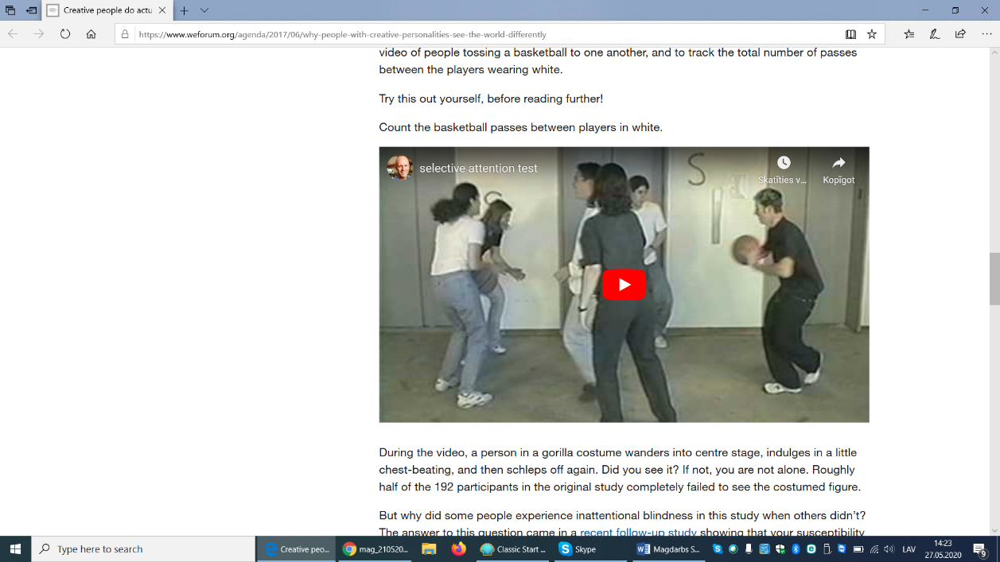 Creative people do actu
https://www.weforum.org/agenda/2017/06/why-people-with-creative-personalities-see-the-world-differently
video of people tossing a basketball to one another, and to track the total number of passes
between the players wearing white.
Try this out yourself, before reading further!
Count the basketball passes between players in white.
selective attention test
Skatīties v...
Kopīgot
S
S
During the video, a person in a gorilla costume wanders into centre stage, indulges in a little
chest-beating, and then schleps off again. Did you see it? If not, you are not alone. Roughly
half of the 192 participants in the original study completely failed to see the costumed figure.
But why did some people experience inattentional blindness in this study when others didn't?
The answer to this question came in a recent follow-up study showing that your susceptibility
Type here to search
Creative peo...
mag_210520...
Classic Start ...
Skype
Magdarbs S...
LAV
14:23
27.05.2020
9